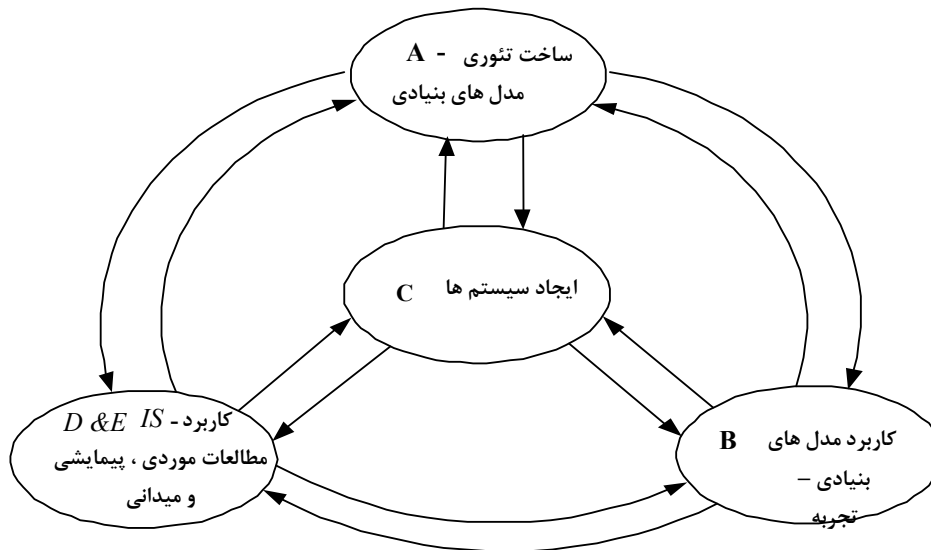 A - ساخت تئوری
مدل های بنیادی
C ایجاد سیستم ها
D &E IS - کاربرد
مطالعات موردی ، پیمایشی
و میدانی
B کاربرد مدل های
بنیادی –
تجربه